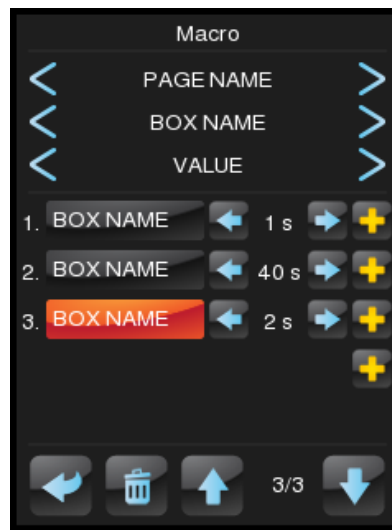 Macro
PAGE NAME
BOX NAME
VALUE
1. BOX NAME 1 s
2. BOX NAME 40 s
3. BOX NAME 2 s
3/3